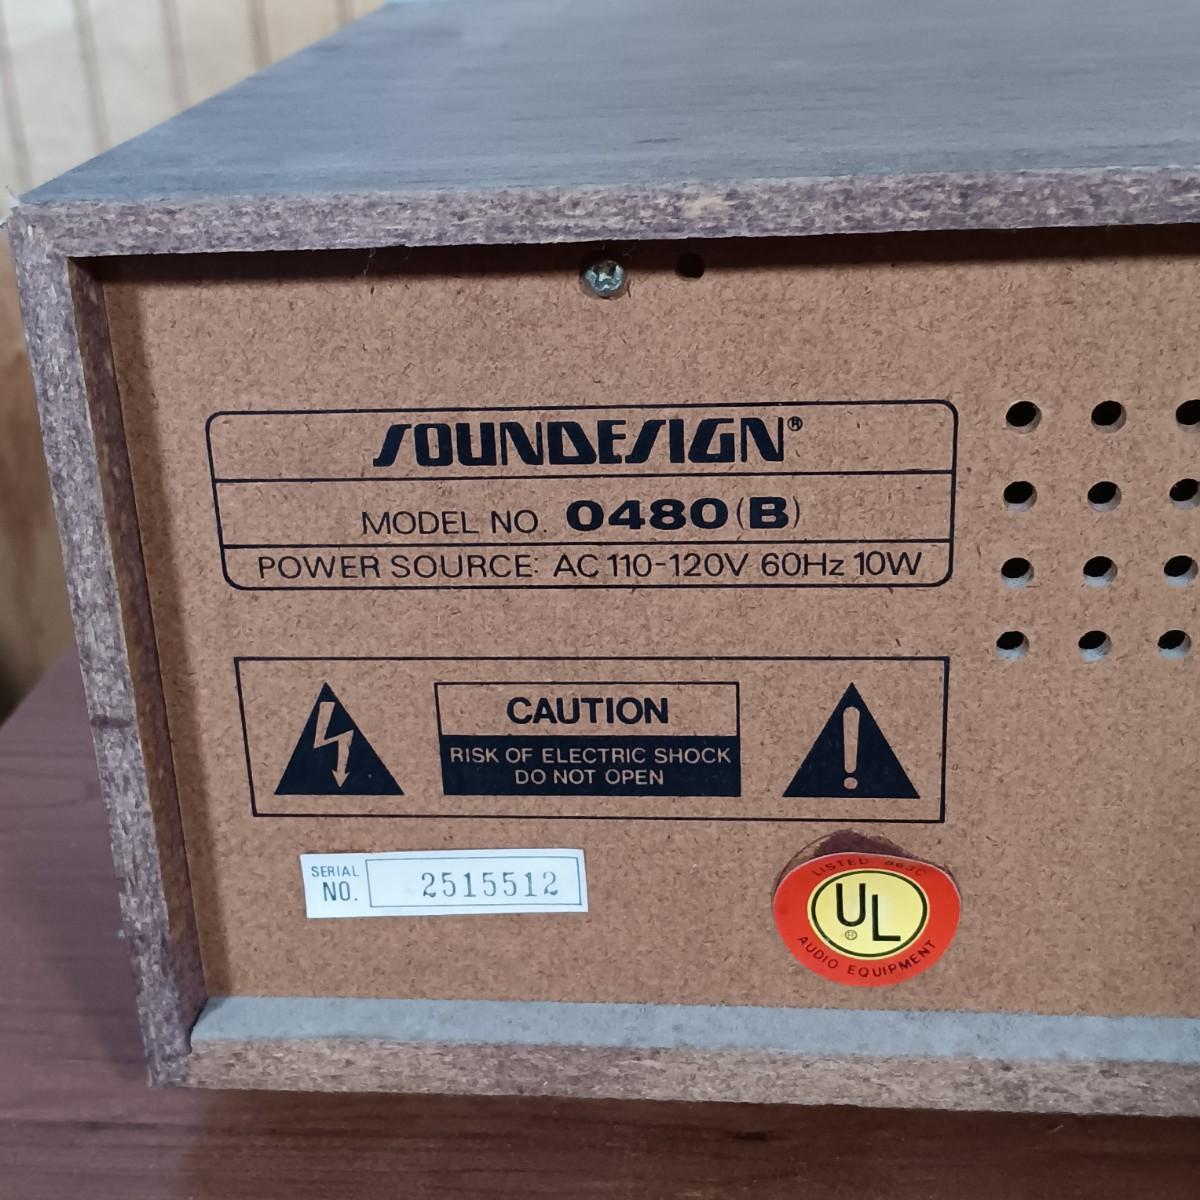 SOUNDESIGN®
MODEL NO. 0480 (B)
POWER SOURCE: AC 110-120V 60Hz 10W
CAUTION
RISK OF ELECTRIC SHOCK
DO NOT OPEN
SERIAL
NO. 2515512
LISTED 663C
UL
®
AUDIO EQUIPMENT